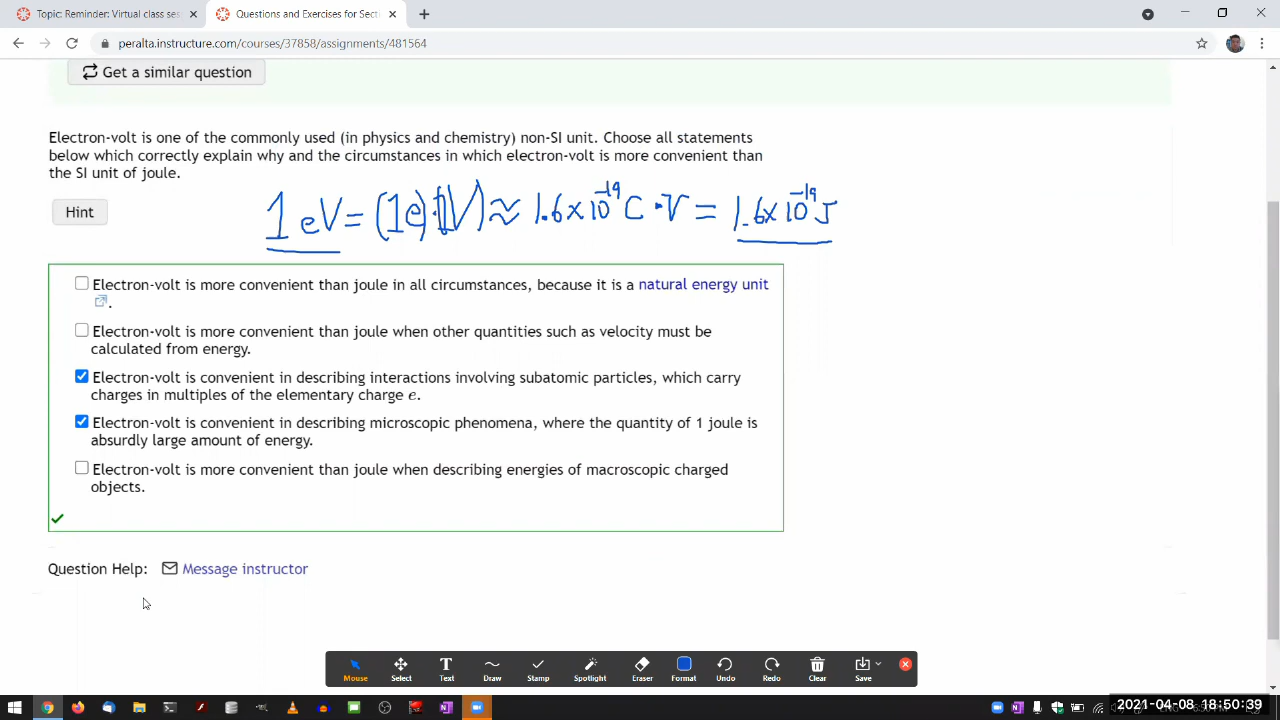 Topic: Reminder: Virtual class ses
Questions and Exercises for Sect
peralta.instructure.com/courses/37858/assignments/481564
Get a similar question
Electron-volt is one of the commonly used (in physics and chemistry) non-SI unit. Choose all statements
below which correctly explain why and the circumstances in which electron-volt is more convenient than
the SI unit of joule.
Hint
1 eV = (1e)·(1V) ≈ 1.6×10⁻¹⁹ C·V = 1.6×10⁻¹⁹ J
Electron-volt is more convenient than joule in all circumstances, because it is a natural energy unit
.
Electron-volt is more convenient than joule when other quantities such as velocity must be
calculated from energy.
Electron-volt is convenient in describing interactions involving subatomic particles, which carry
charges in multiples of the elementary charge e.
Electron-volt is convenient in describing microscopic phenomena, where the quantity of 1 joule is
absurdly large amount of energy.
Electron-volt is more convenient than joule when describing energies of macroscopic charged
objects.
Question Help: Message instructor
Mouse Select Text Draw Stamp Spotlight Eraser Format Undo Redo Clear Save
2021-04-08 18:50:39